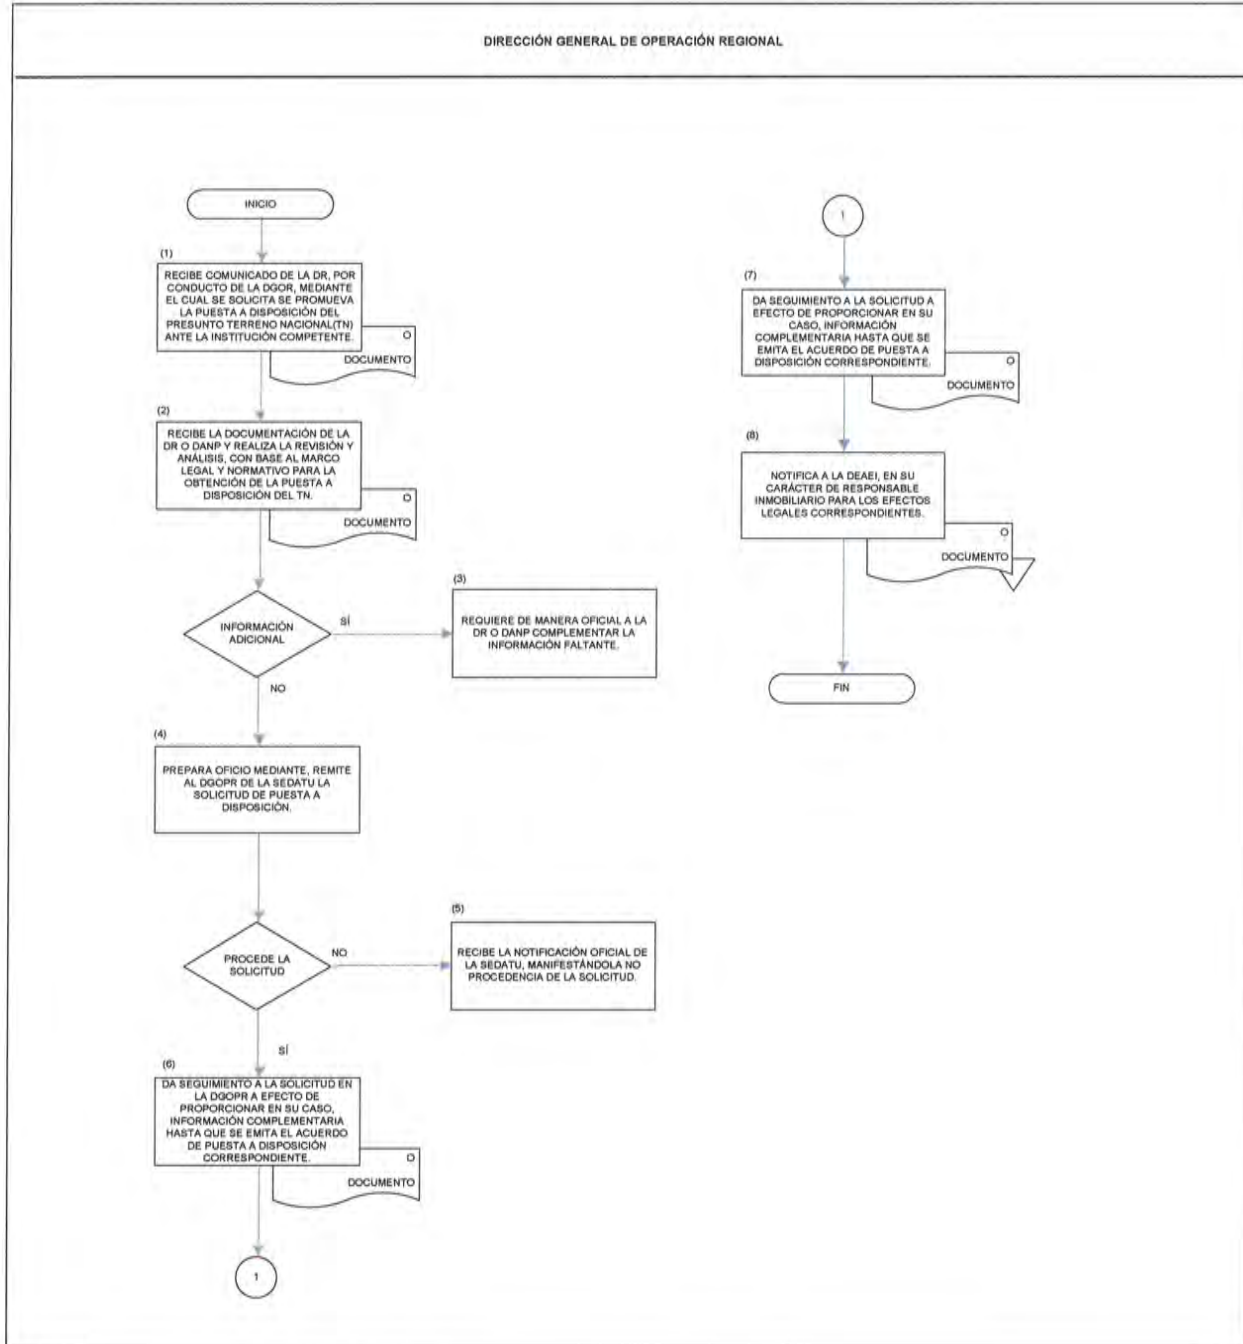 DIRECCIÓN GENERAL DE OPERACIÓN REGIONAL
INICIO
(1)
RECIBE COMUNICADO DE LA DR, POR
CONDUCTO DE LA DGOR, MEDIANTE
EL CUAL SE SOLICITA SE PROMUEVA
LA PUESTA A DISPOSICIÓN DEL
PRESUNTO TERRENO NACIONAL(TN)
ANTE LA INSTITUCIÓN COMPETENTE.
O
DOCUMENTO
(2)
RECIBE LA DOCUMENTACIÓN DE LA
DR O DANP Y REALIZA LA REVISIÓN Y
ANÁLISIS, CON BASE AL MARCO
LEGAL Y NORMATIVO PARA LA
OBTENCIÓN DE LA PUESTA A
DISPOSICIÓN DEL TN.
O
DOCUMENTO
INFORMACIÓN
ADICIONAL
SÍ
(3)
REQUIERE DE MANERA OFICIAL A LA
DR O DANP COMPLEMENTAR LA
INFORMACIÓN FALTANTE.
NO
(4)
PREPARA OFICIO MEDIANTE, REMITE
AL DGOPR DE LA SEDATU LA
SOLICITUD DE PUESTA A
DISPOSICIÓN.
PROCEDE LA
SOLICITUD
NO
(5)
RECIBE LA NOTIFICACIÓN OFICIAL DE
LA SEDATU, MANIFESTÁNDOLA NO
PROCEDENCIA DE LA SOLICITUD.
SÍ
(6)
DA SEGUIMIENTO A LA SOLICITUD EN
LA DGOPR A EFECTO DE
PROPORCIONAR EN SU CASO,
INFORMACIÓN COMPLEMENTARIA
HASTA QUE SE EMITA EL ACUERDO
DE PUESTA A DISPOSICIÓN
CORRESPONDIENTE.
O
DOCUMENTO
1
1
(7)
DA SEGUIMIENTO A LA SOLICITUD A
EFECTO DE PROPORCIONAR EN SU
CASO, INFORMACIÓN
COMPLEMENTARIA HASTA QUE SE
EMITA EL ACUERDO DE PUESTA A
DISPOSICIÓN CORRESPONDIENTE.
O
DOCUMENTO
(8)
NOTIFICA A LA DEAEI, EN SU
CARÁCTER DE RESPONSABLE
INMOBILIARIO PARA LOS EFECTOS
LEGALES CORRESPONDIENTES.
O
DOCUMENTO
FIN